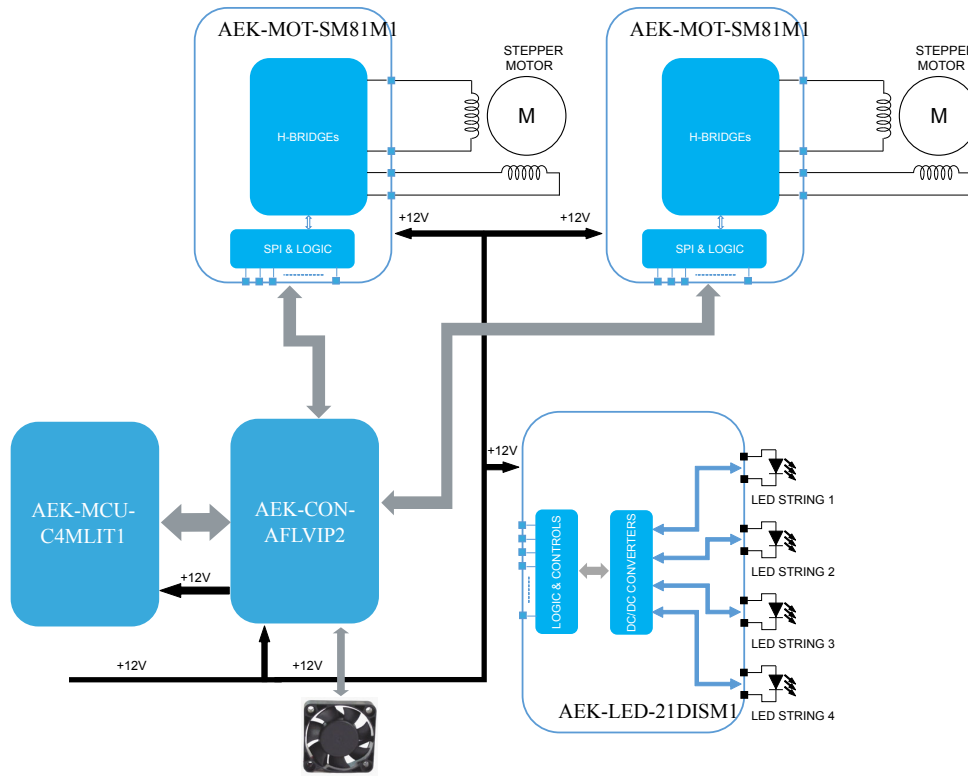 AEK-MOT-SM81M1
AEK-MOT-SM81M1
STEPPER
MOTOR
STEPPER
MOTOR
M
M
H-BRIDGEs
H-BRIDGEs
+12V
+12V
SPI & LOGIC
SPI & LOGIC
+12V
AEK-MCU-
C4MLIT1
AEK-CON-
AFLVIP2
LED STRING 1
LOGIC & CONTROLS
DC/DC CONVERTERS
LED STRING 2
+12V
LED STRING 3
+12V
+12V
AEK-LED-21DISM1
LED STRING 4